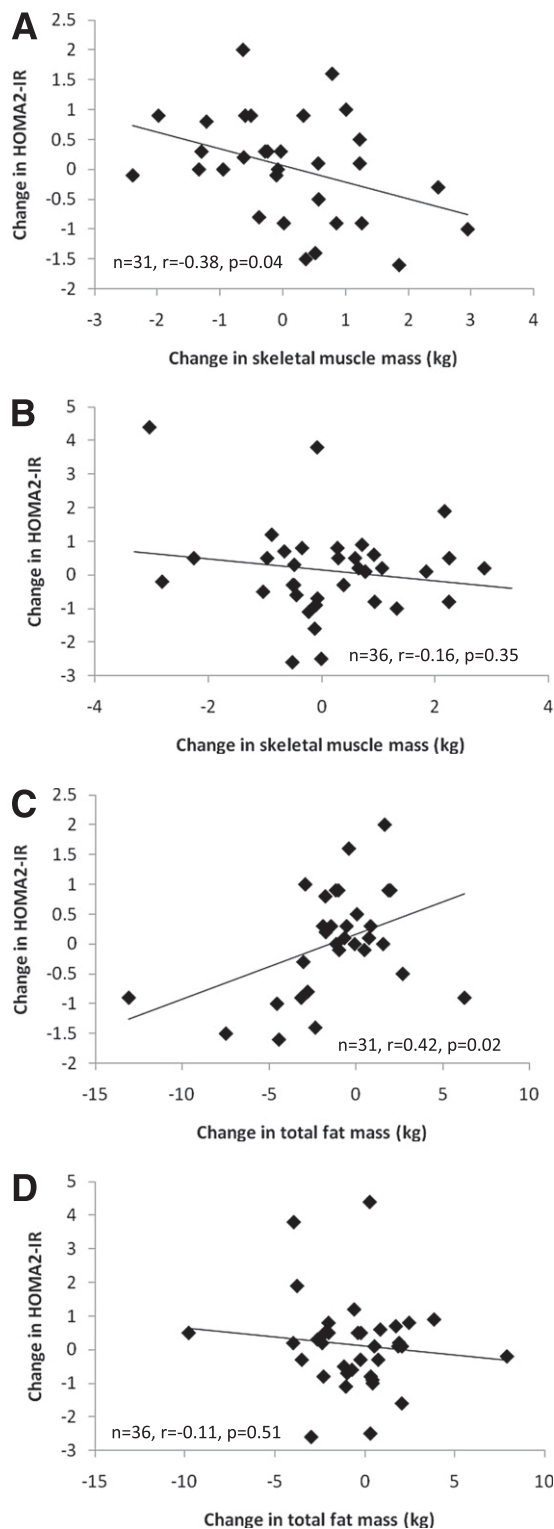 A
Change in HOMA2-IR
2.5
2
1.5
1
0.5
0
-0.5
-1
-1.5
-2
n=31, r=-0.38, p=0.04
-3 -2 -1 0 1 2 3 4
Change in skeletal muscle mass (kg)
B
Change in HOMA2-IR
5
4
3
2
1
0
-1
-2
-3
n=36, r=-0.16, p=0.35
-4 -2 0 2 4
Change in skeletal muscle mass (kg)
C
Change in HOMA2-IR
2.5
2
1.5
1
0.5
0
-0.5
-1
-1.5
-2
n=31, r=0.42, p=0.02
-15 -10 -5 0 5 10
Change in total fat mass (kg)
D
Change in HOMA2-IR
5
4
3
2
1
0
-1
-2
-3
n=36, r=-0.11, p=0.51
-15 -10 -5 0 5 10
Change in total fat mass (kg)